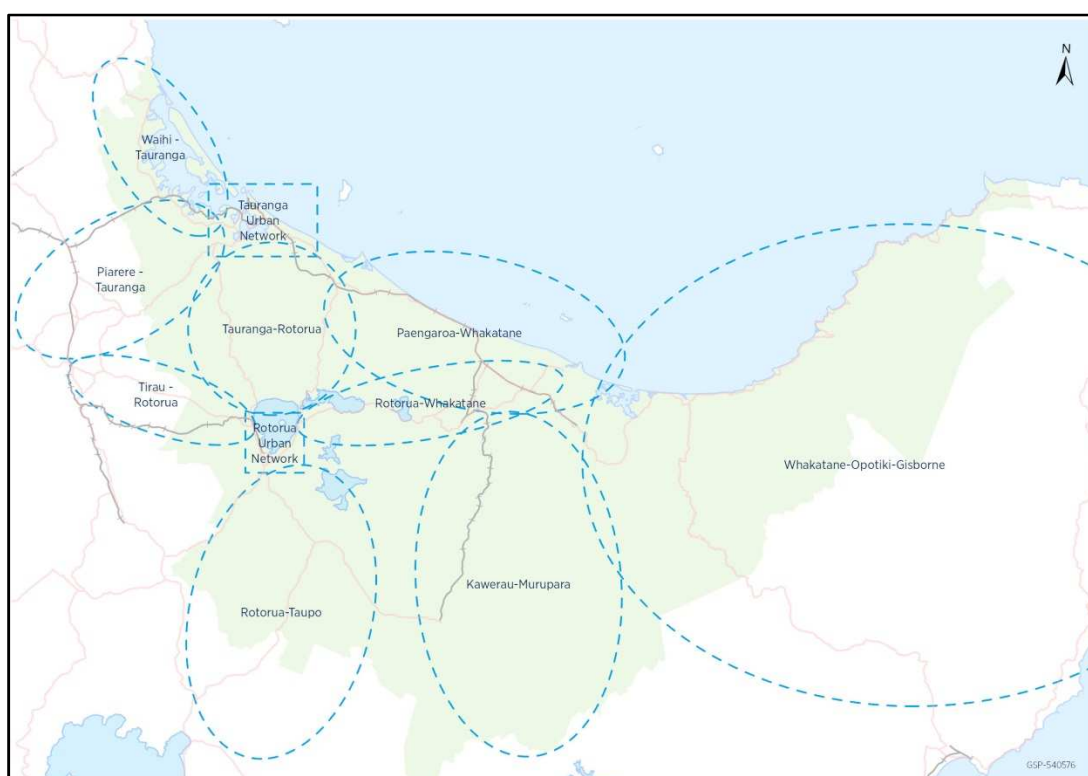 N
Waihi -
Tauranga
Tauranga
Urban
Network
Piarere -
Tauranga
Tauranga-Rotorua
Paengaroa-Whakatane
Tirau -
Rotorua
Rotorua-Whakatane
Rotorua
Urban
Network
Whakatane-Opotiki-Gisborne
Kawerau-Murupara
Rotorua-Taupo
GSP-540576